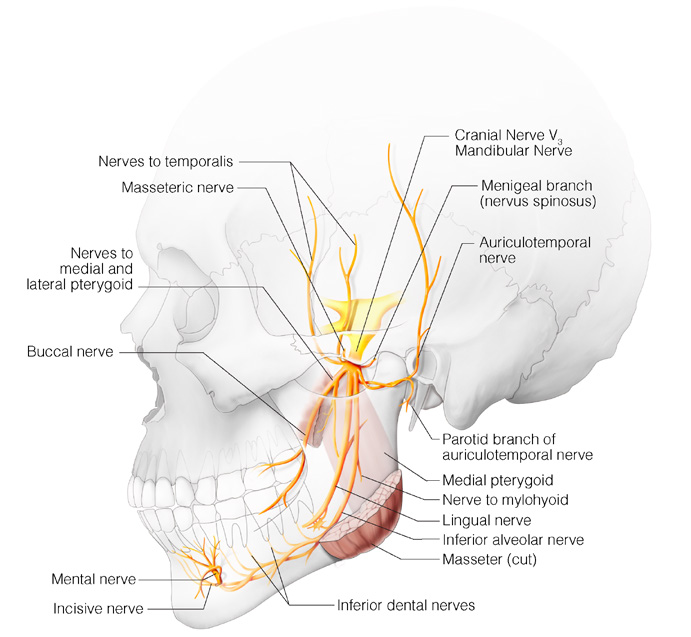 Cranial Nerve V3
Mandibular Nerve
Nerves to temporalis
Masseteric nerve
Menigeal branch
(nervus spinosus)
Auriculotemporal
nerve
Nerves to
medial and
lateral pterygoid
Buccal nerve
Parotid branch of
auriculotemporal nerve
Medial pterygoid
Nerve to mylohyoid
Lingual nerve
Inferior alveolar nerve
Masseter (cut)
Mental nerve
Incisive nerve
Inferior dental nerves